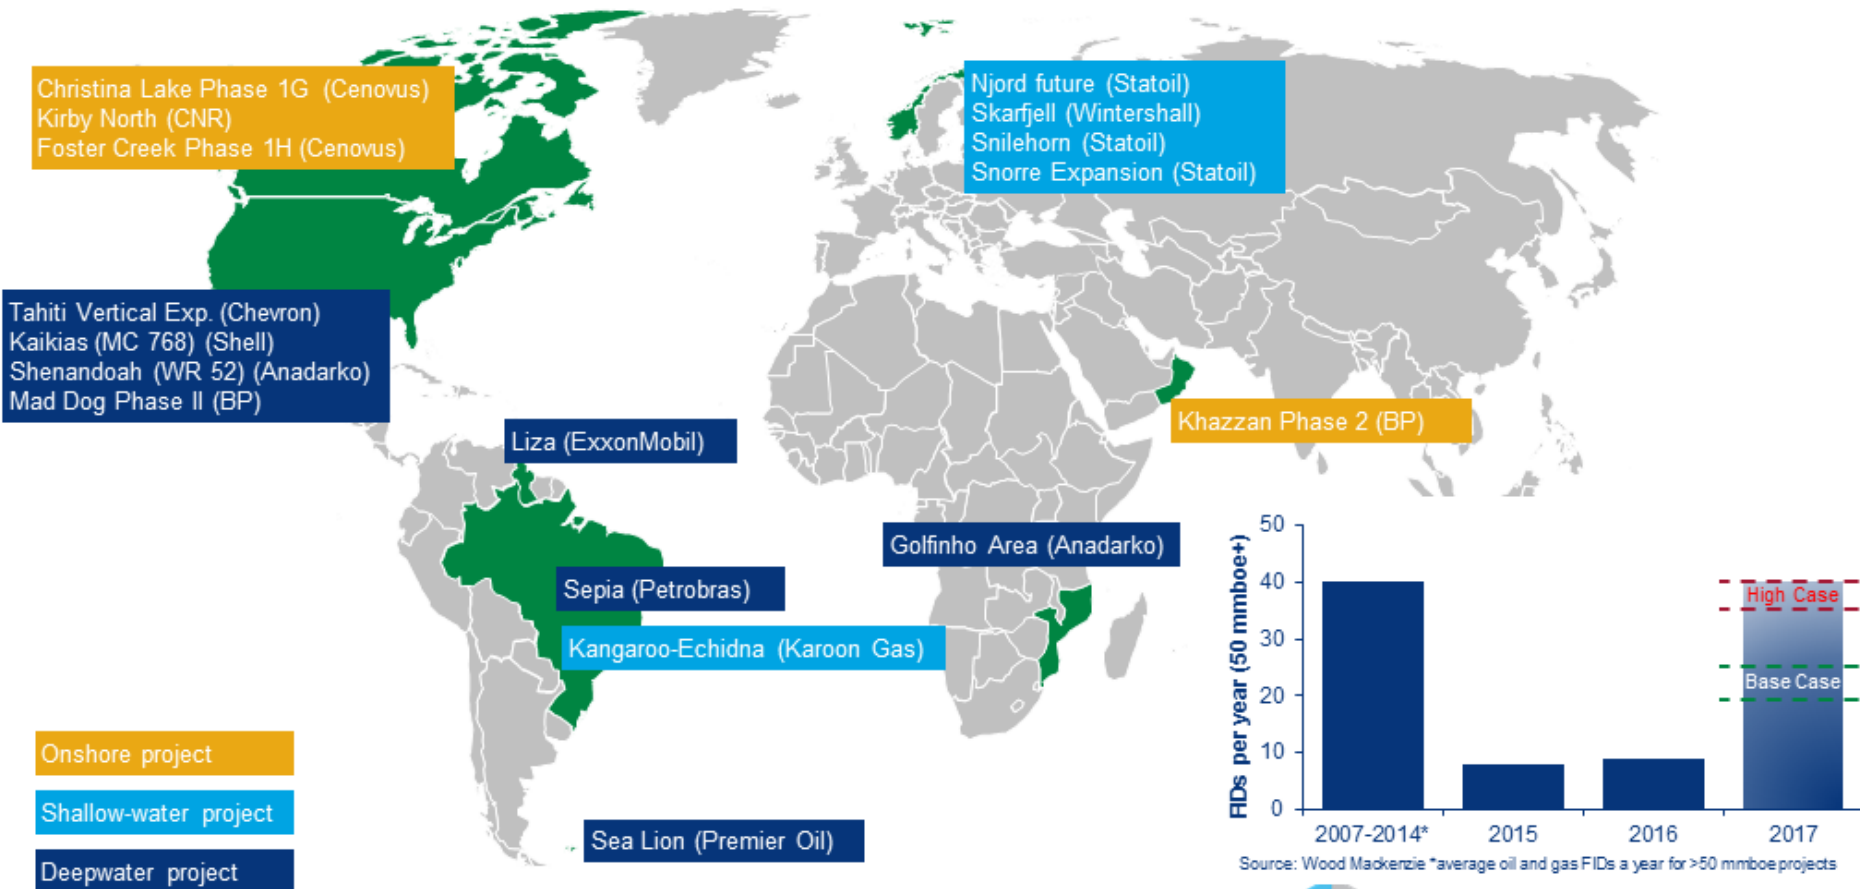 Christina Lake Phase 1G (Cenovus)
Kirby North (CNR)
Foster Creek Phase 1H (Cenovus)
Njord future (Statoil)
Skarfjell (Wintershall)
Snilehorn (Statoil)
Snorre Expansion (Statoil)
Tahiti Vertical Exp. (Chevron)
Kaikias (MC 768) (Shell)
Shenandoah (WR 52) (Anadarko)
Mad Dog Phase II (BP)
Khazzan Phase 2 (BP)
Liza (ExxonMobil)
Golfinho Area (Anadarko)
Sepia (Petrobras)
Kangaroo-Echidna (Karoon Gas)
Sea Lion (Premier Oil)
Onshore project
Shallow-water project
Deepwater project
FIDs per year (50 mmboe+)
50
40
30
20
10
0
High Case
Base Case
2007-2014* 2015 2016 2017
Source: Wood Mackenzie *average oil and gas FIDs a year for >50 mmboe projects